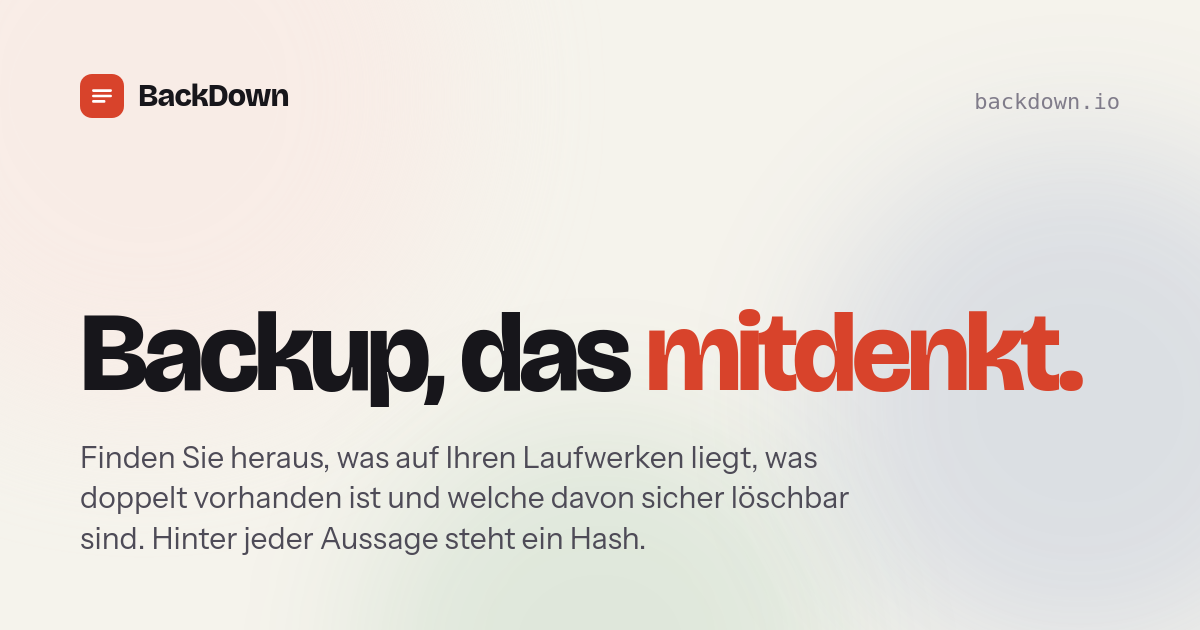 BackDown
backdown.io
Backup, das mitdenkt.
Finden Sie heraus, was auf Ihren Laufwerken liegt, was
doppelt vorhanden ist und welche davon sicher löschbar
sind. Hinter jeder Aussage steht ein Hash.